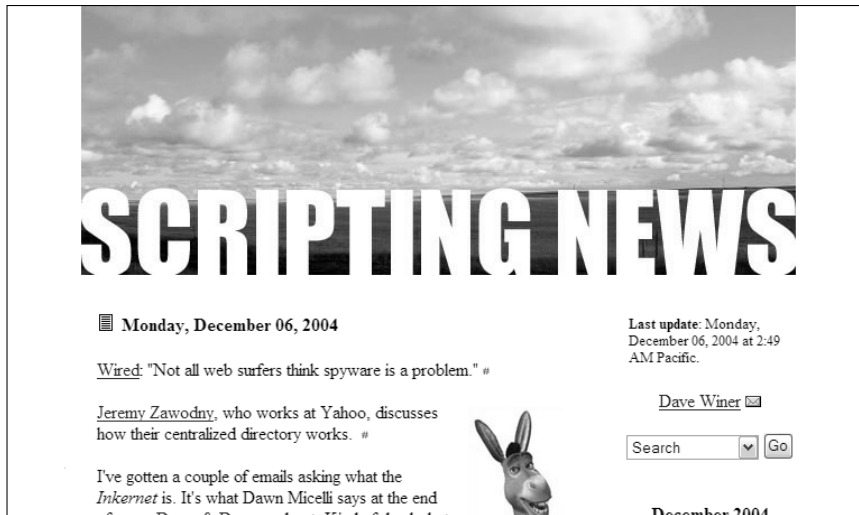 SCRIPTING NEWS
Monday, December 06, 2004
Wired: "Not all web surfers think spyware is a problem." #
Jeremy Zawodny, who works at Yahoo, discusses
how their centralized directory works. #
I've gotten a couple of emails asking what the
Inkernet is. It's what Dawn Micelli says at the end
Last update: Monday,
December 06, 2004 at 2:49
AM Pacific.
Dave Winer
Search
Go
December 2004